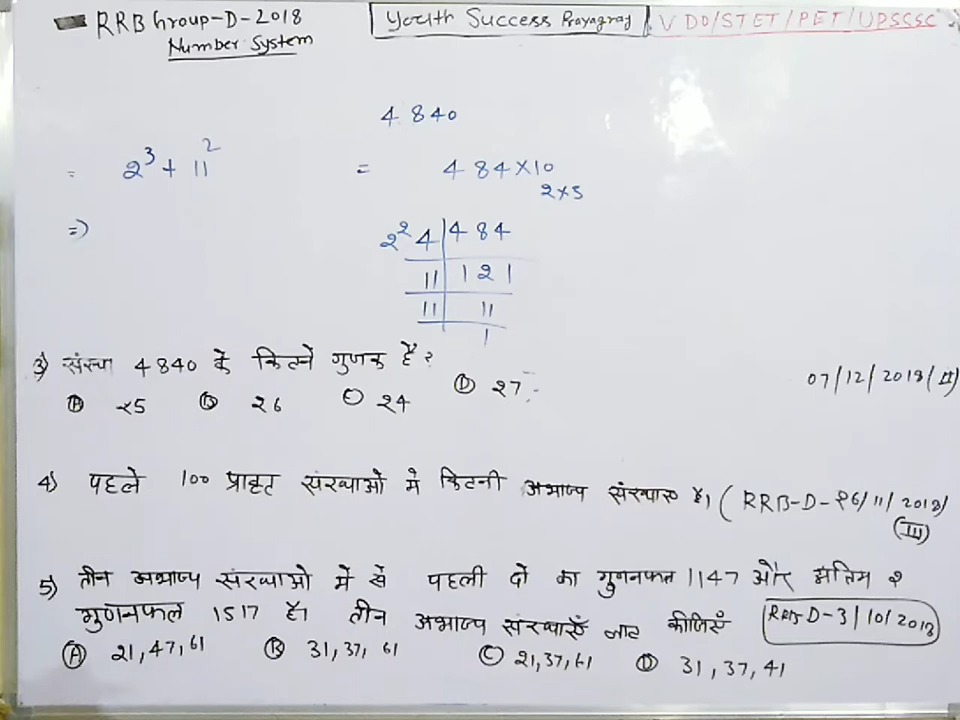 RRB Group-D-2018
Number System
Youth Success Prayagraj
VDO/STET/PET/UPSSSC
4840
= 2³ + 11²
= 484×10
2×5
=)
2² 4 | 484
11 | 121
11 | 11
1
3) संख्या 4840 के कितने गुणक है?
07/12/2018/II)
A 25 B 26 C 24 D 27
4) पहले 100 प्राकृत संख्याओ मे कितनी अभाज्य संख्याए है। (RRB-D-26/11/2018/
(III)
5) तीन अभाज्य संख्याओ में से पहली दो का गुणनफल 1147 और अंतिम 2
गुणनफल 1517 है। तीन अभाज्य संख्याएँ ज्ञात कीजिएँ
RRB-D-3/10/2018
A 21,47,61 B 31,37,61 C 21,37,61 D 31,37,41